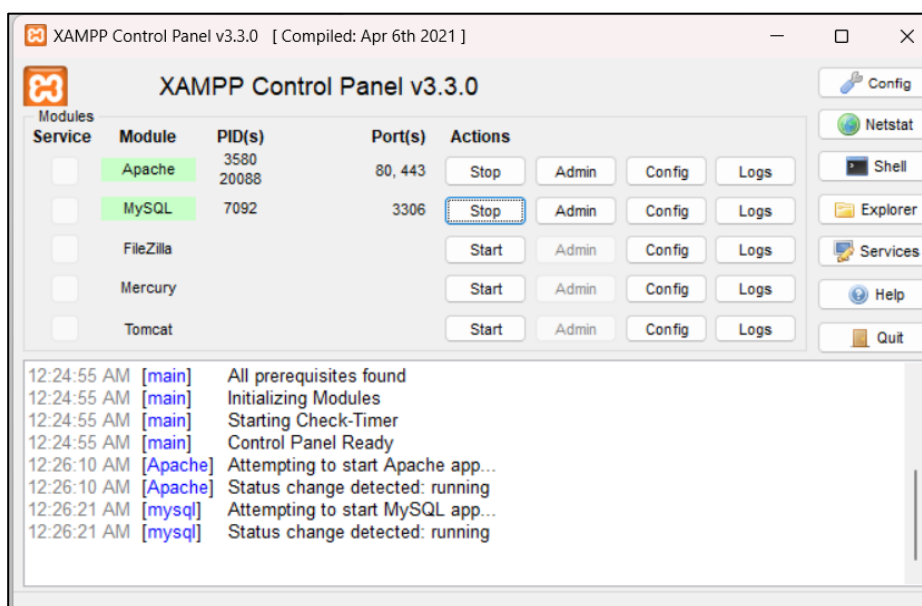 XAMPP Control Panel v3.3.0 [ Compiled: Apr 6th 2021 ]
XAMPP Control Panel v3.3.0
Config
Modules
Service Module PID(s) Port(s) Actions
Netstat
Apache 3580 20088 80, 443 Stop Admin Config Logs
Shell
MySQL 7092 3306 Stop Admin Config Logs
Explorer
FileZilla Start Admin Config Logs
Services
Mercury Start Admin Config Logs
Help
Tomcat Start Admin Config Logs
Quit
12:24:55 AM [main] All prerequisites found
12:24:55 AM [main] Initializing Modules
12:24:55 AM [main] Starting Check-Timer
12:24:55 AM [main] Control Panel Ready
12:26:10 AM [Apache] Attempting to start Apache app...
12:26:10 AM [Apache] Status change detected: running
12:26:21 AM [mysql] Attempting to start MySQL app...
12:26:21 AM [mysql] Status change detected: running